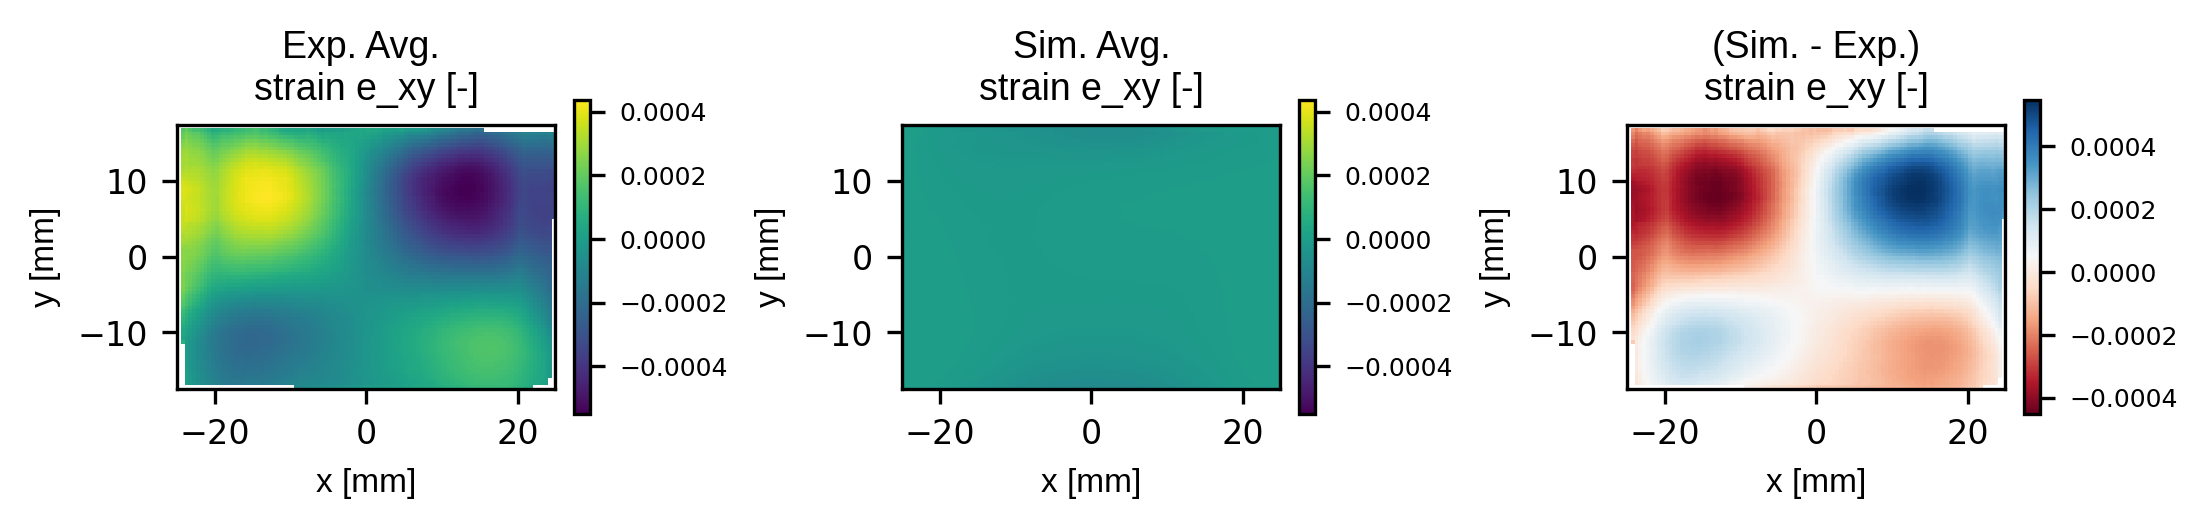 Exp. Avg.
strain e_xy [-]
0.0004
0.0002
0.0000
−0.0002
−0.0004
10
0
−10
y [mm]
−20 0 20
x [mm]
Sim. Avg.
strain e_xy [-]
0.0004
0.0002
0.0000
−0.0002
−0.0004
10
0
−10
y [mm]
−20 0 20
x [mm]
(Sim. - Exp.)
strain e_xy [-]
0.0004
0.0002
0.0000
−0.0002
−0.0004
10
0
−10
y [mm]
−20 0 20
x [mm]